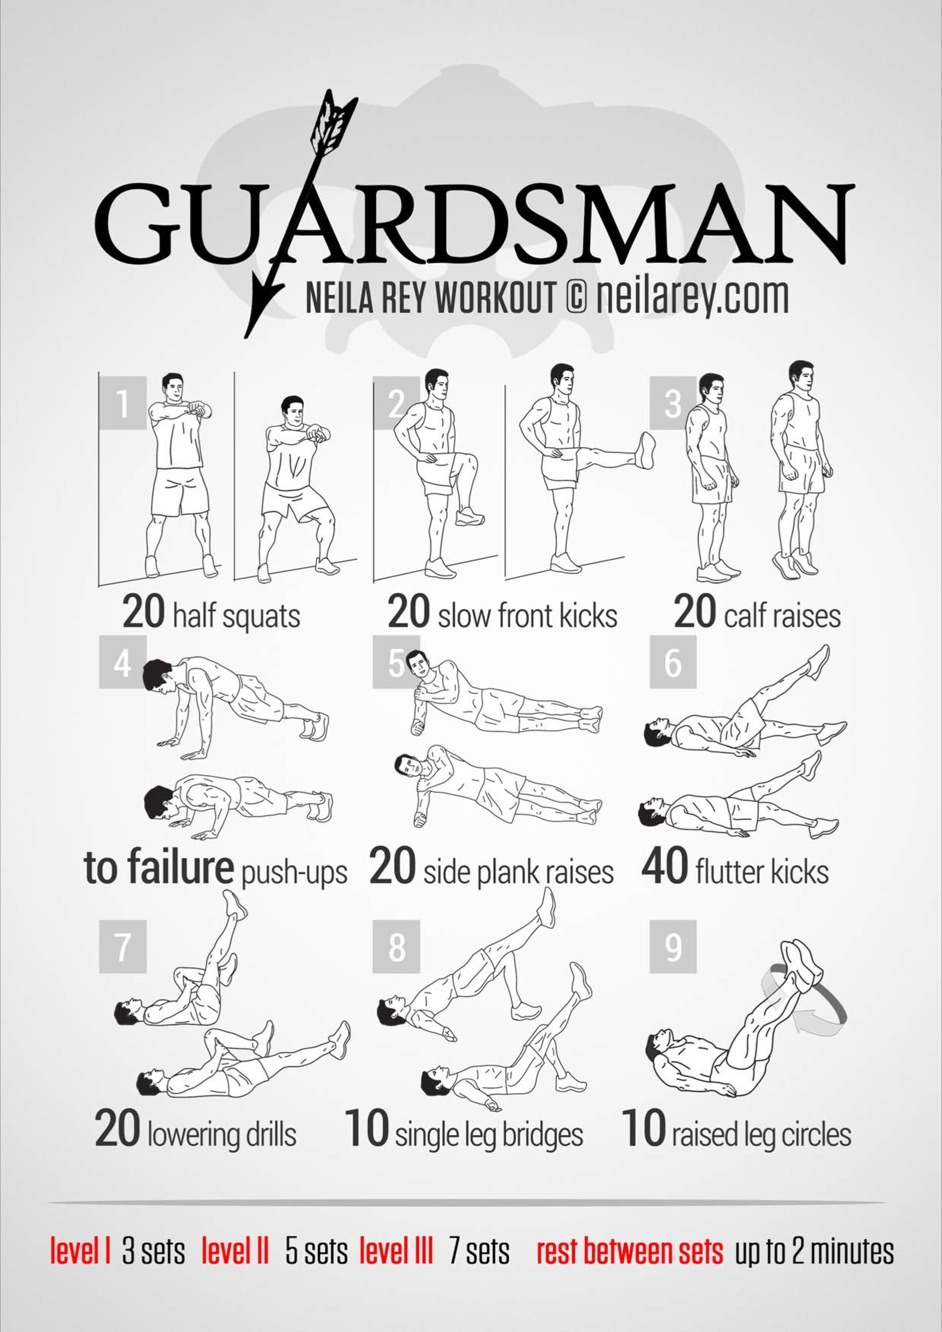 GUARDSMAN
NEILA REY WORKOUT © neilarey.com
1
2
3
20 half squats
20 slow front kicks
20 calf raises
4
5
6
to failure push-ups
20 side plank raises
40 flutter kicks
7
8
9
20 lowering drills
10 single leg bridges
10 raised leg circles
level I 3 sets level II 5 sets level III 7 sets rest between sets up to 2 minutes